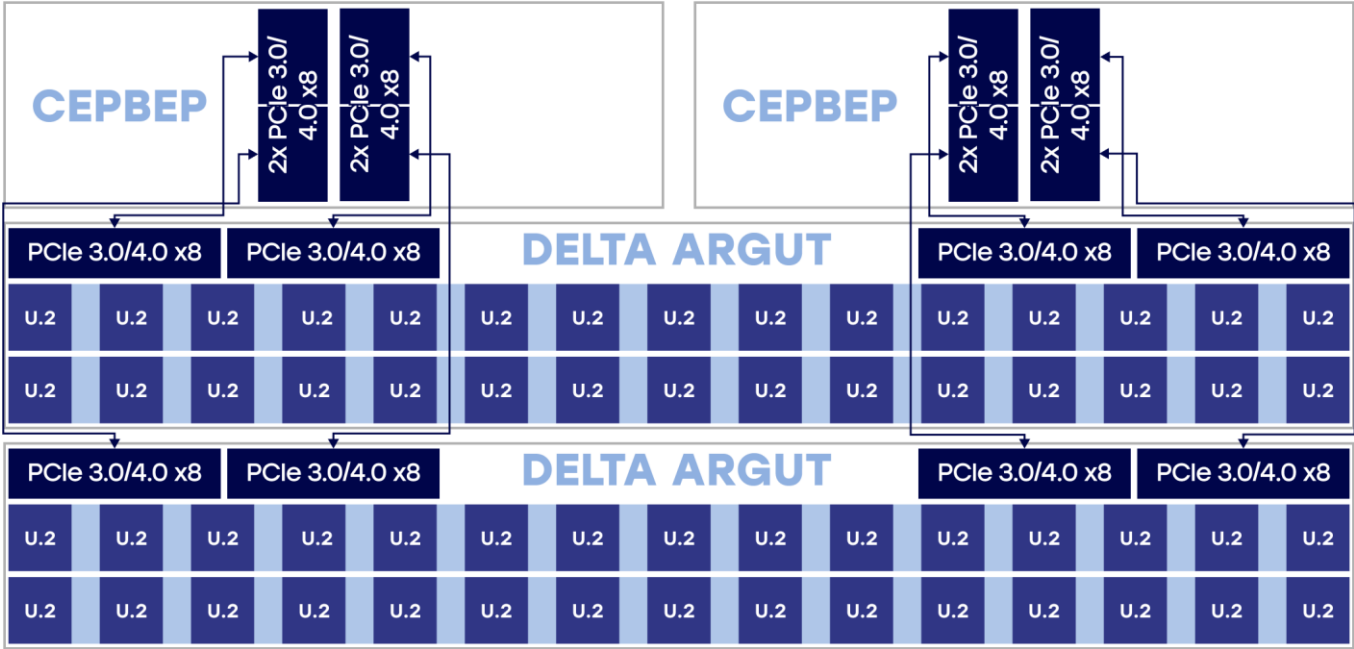 СЕРВЕР
2x PCIe 3.0/
4.0 x8
2x PCIe 3.0/
4.0 x8
СЕРВЕР
2x PCIe 3.0/
4.0 x8
2x PCIe 3.0/
4.0 x8
PCIe 3.0/4.0 x8 PCIe 3.0/4.0 x8 DELTA ARGUT PCIe 3.0/4.0 x8 PCIe 3.0/4.0 x8
U.2 U.2 U.2 U.2 U.2 U.2 U.2 U.2 U.2 U.2 U.2 U.2 U.2 U.2 U.2
U.2 U.2 U.2 U.2 U.2 U.2 U.2 U.2 U.2 U.2 U.2 U.2 U.2 U.2 U.2
PCIe 3.0/4.0 x8 PCIe 3.0/4.0 x8 DELTA ARGUT PCIe 3.0/4.0 x8 PCIe 3.0/4.0 x8
U.2 U.2 U.2 U.2 U.2 U.2 U.2 U.2 U.2 U.2 U.2 U.2 U.2 U.2 U.2
U.2 U.2 U.2 U.2 U.2 U.2 U.2 U.2 U.2 U.2 U.2 U.2 U.2 U.2 U.2